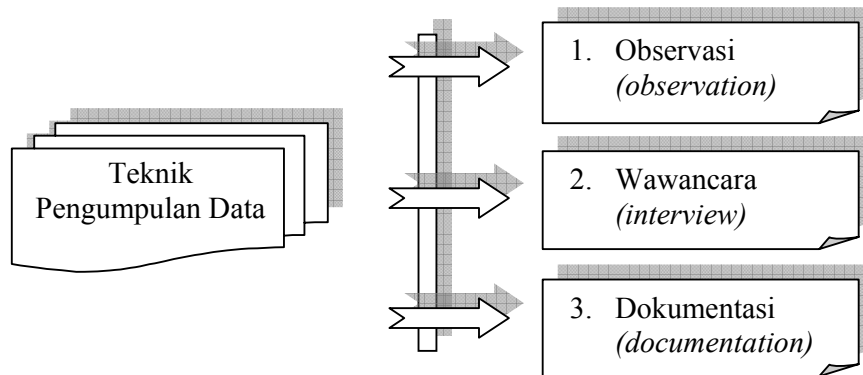 Teknik
Pengumpulan Data
1. Observasi
(observation)
2. Wawancara
(interview)
3. Dokumentasi
(documentation)